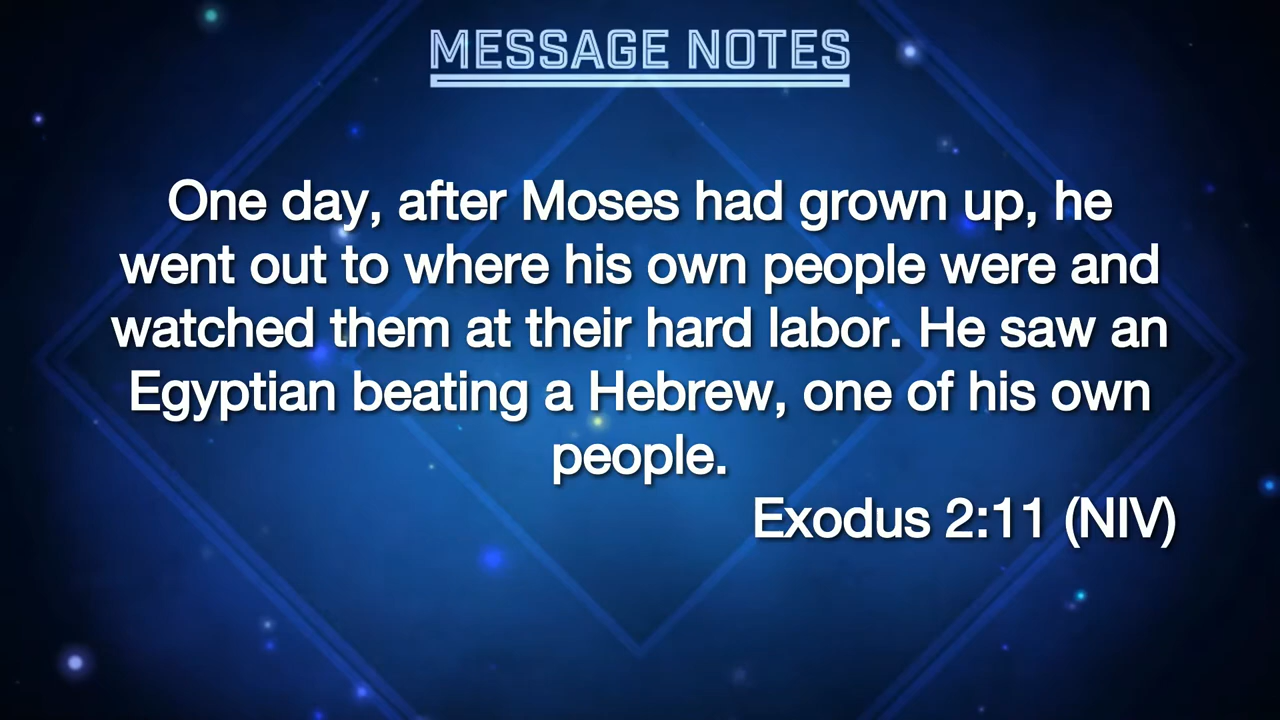 MESSAGE NOTES
One day, after Moses had grown up, he
went out to where his own people were and
watched them at their hard labor. He saw an
Egyptian beating a Hebrew, one of his own
people.
Exodus 2:11 (NIV)